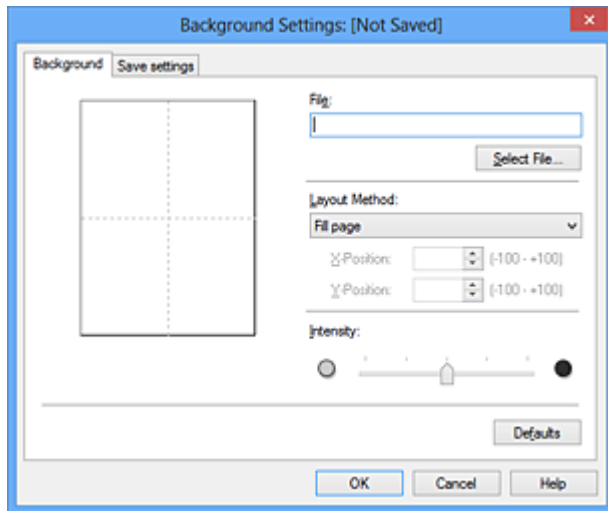 Background Settings: [Not Saved]
Background Save settings
File:
Select File...
Layout Method:
Fill page
X-Position: (-100 - +100)
Y-Position: (-100 - +100)
Intensity:
Defaults
OK Cancel Help